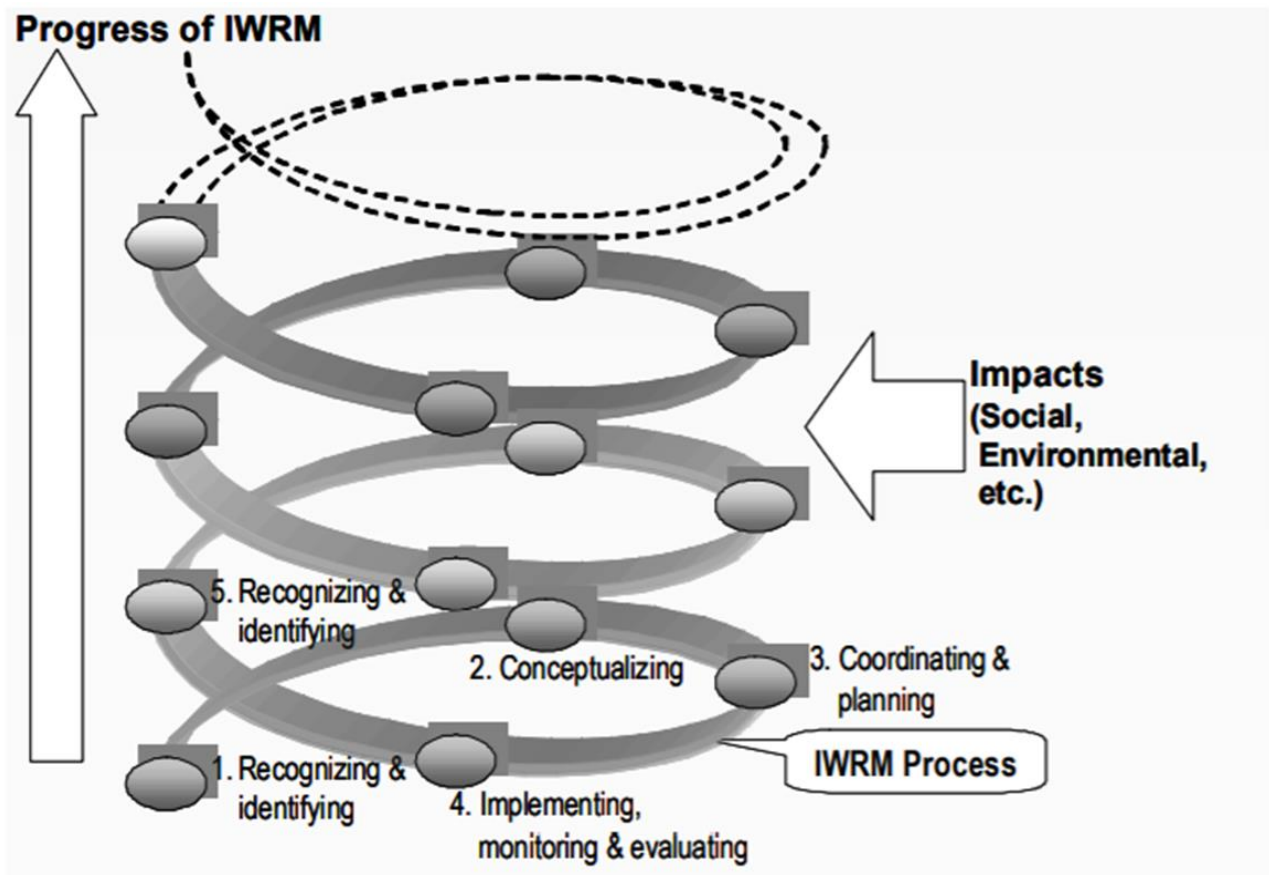 Progress of IWRM
Impacts
(Social,
Environmental,
etc.)
5. Recognizing &
identifying
2. Conceptualizing
3. Coordinating &
planning
IWRM Process
1. Recognizing &
identifying
4. Implementing,
monitoring & evaluating